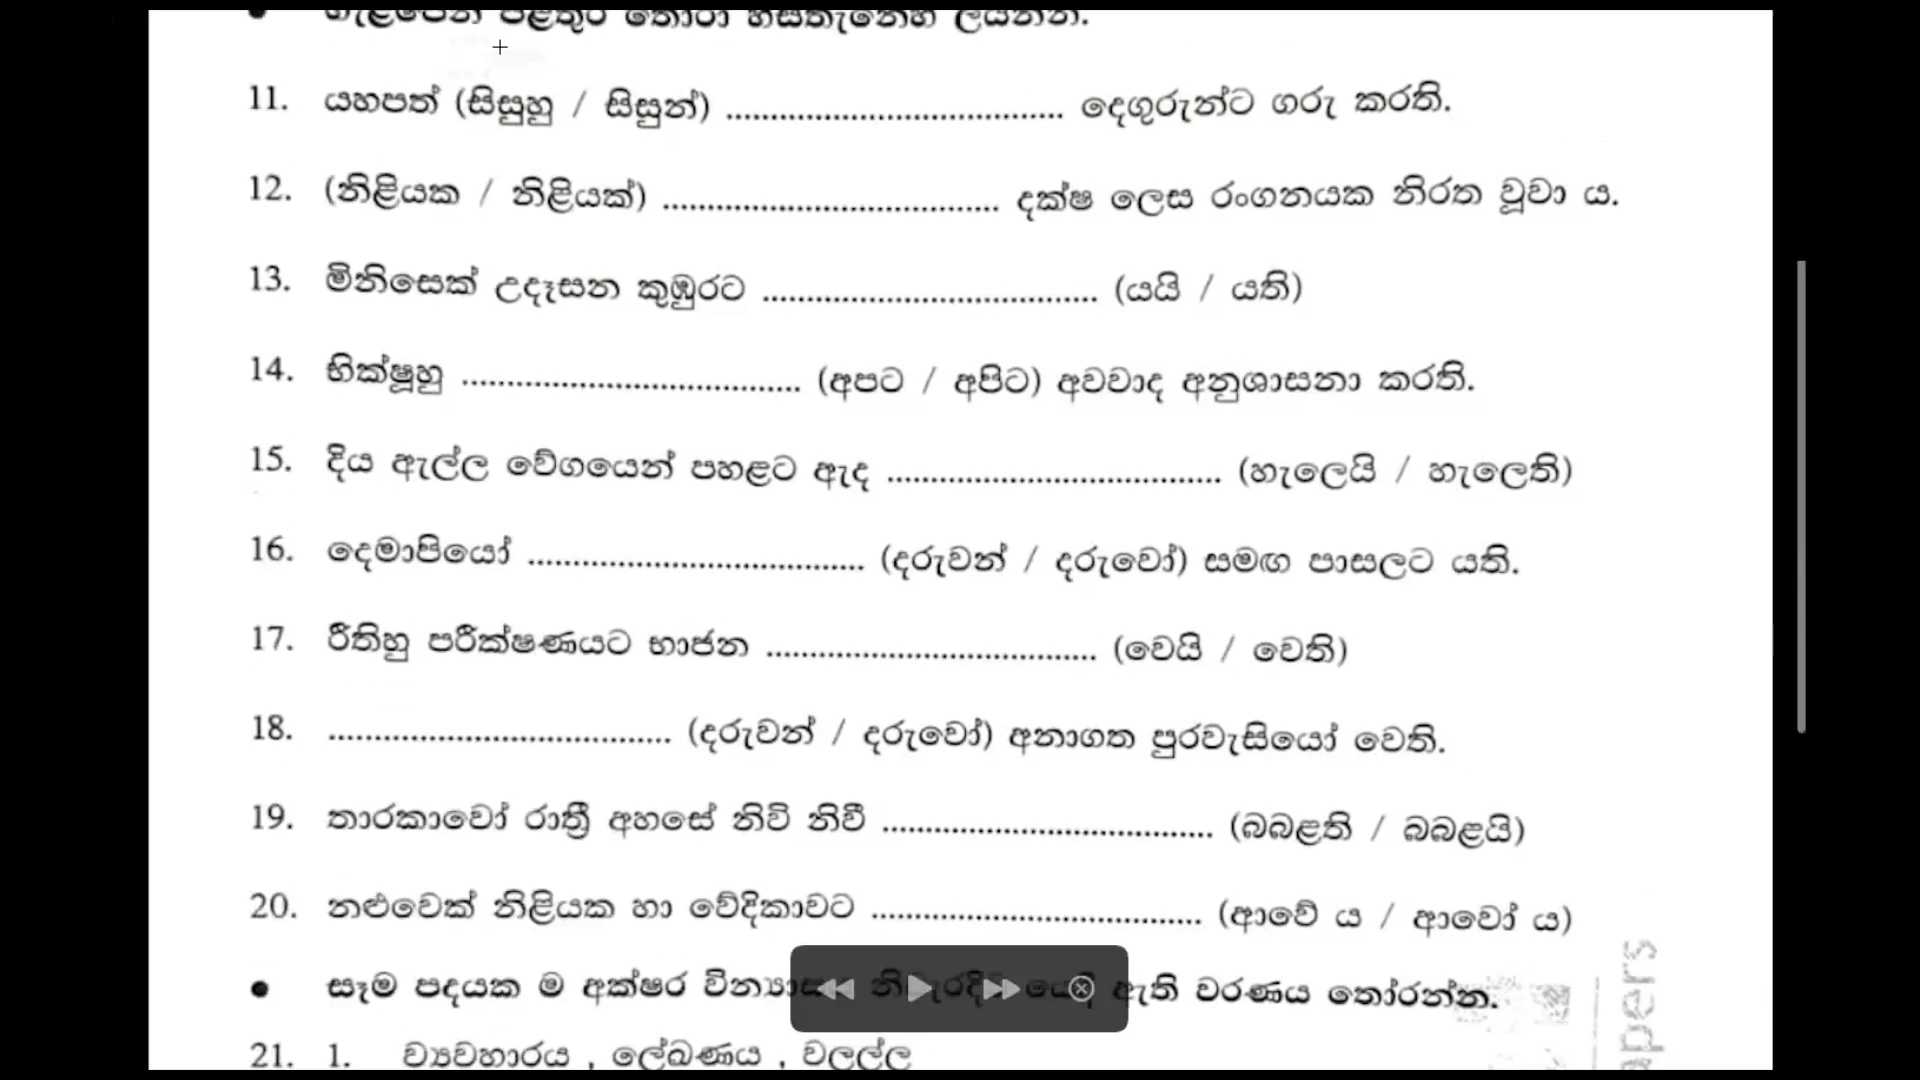 හැළපෙන පිළිතුර තෝරා හිස්තැනෙහි ලියන්න.
11. යහපත් (සිසුහු / සිසුන්) ...................................... දෙගුරුන්ට ගරු කරති.
12. (නිළියක / නිළියක්) ...................................... දක්ෂ ලෙස රංගනයක නිරත වූවා ය.
13. මිනිසෙක් උදෑසන කුඹුරට ...................................... (යයි / යති)
14. භික්ෂූහු ...................................... (අපට / අපිට) අවවාද අනුශාසනා කරති.
15. දිය ඇල්ල වේගයෙන් පහළට ඇද ...................................... (හැලෙයි / හැලෙති)
16. දෙමාපියෝ ...................................... (දරුවන් / දරුවෝ) සමඟ පාසලට යති.
17. රීතිහු පරීක්ෂණයට භාජන ...................................... (වෙයි / වෙති)
18. ...................................... (දරුවන් / දරුවෝ) අනාගත පුරවැසියෝ වෙති.
19. තාරකාවෝ රාත්‍රී අහසේ නිවි නිවී ...................................... (බබළති / බබළයි)
20. නළුවෙක් නිළියක හා වේදිකාවට ...................................... (ආවේ ය / ආවෝ ය)
● සෑම පදයක ම අක්ෂර ඇති වරණය තෝරන්න.
21. 1. ව්‍යවහාරය , ලේඛණය , වලල්ල
apers